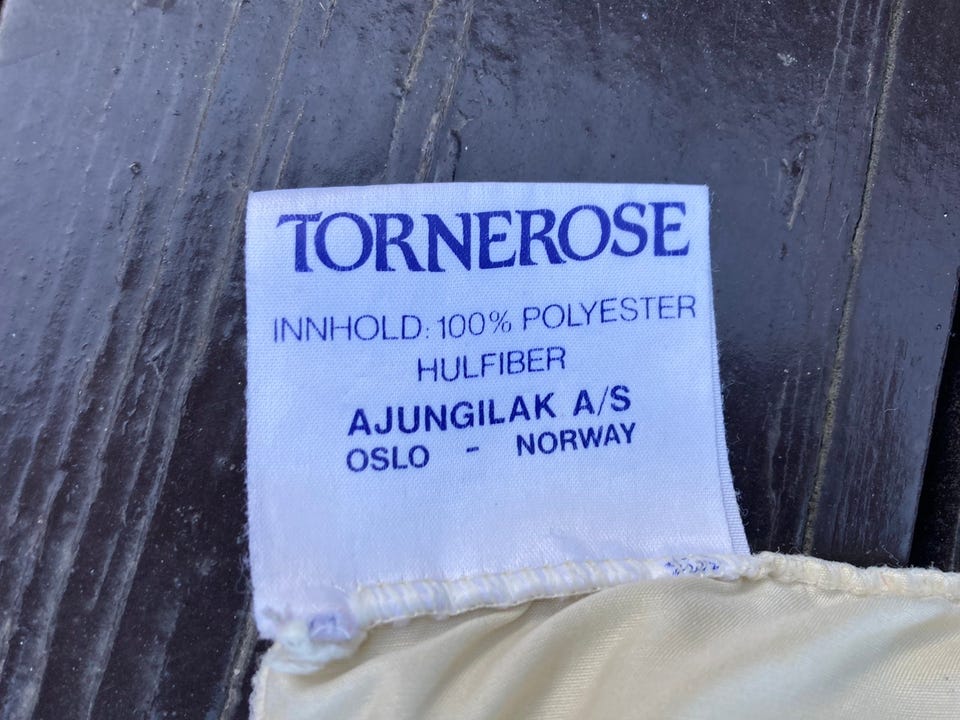 TORNEROSE
INNHOLD: 100% POLYESTER
HULFIBER
AJUNGILAK A/S
OSLO - NORWAY